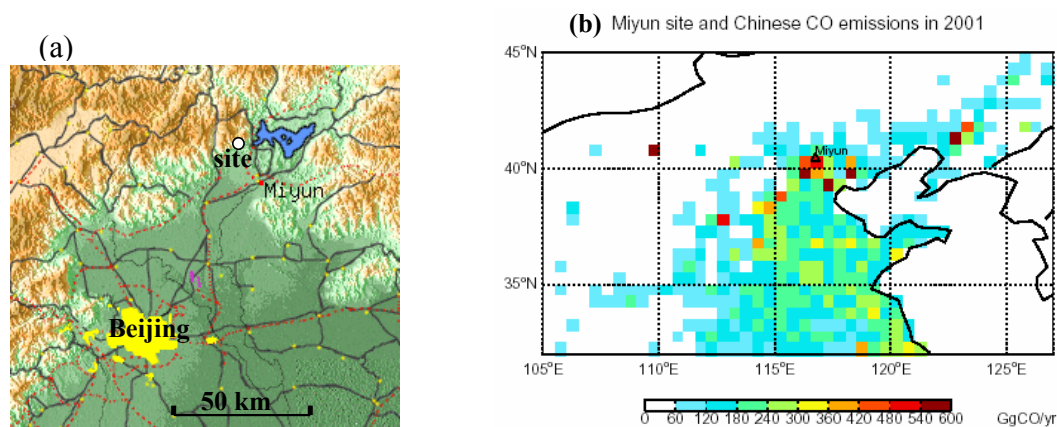 (a)
site
Miyun
Beijing
50 km
(b) Miyun site and Chinese CO emissions in 2001
45°N
40°N
35°N
Miyun
105°E 110°E 115°E 120°E 125°E
0 60 120 180 240 300 360 420 480 540 600 GgCO/yr